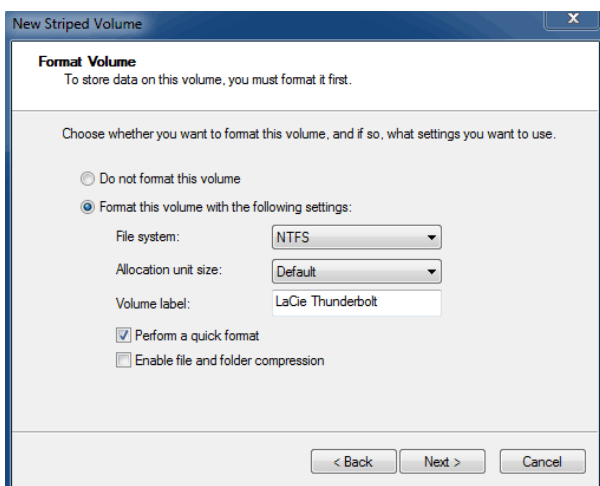 New Striped Volume
Format Volume
To store data on this volume, you must format it first.
Choose whether you want to format this volume, and if so, what settings you want to use.
Do not format this volume
Format this volume with the following settings:
File system: NTFS
Allocation unit size: Default
Volume label: LaCie Thunderbolt
Perform a quick format
Enable file and folder compression
< Back Next > Cancel